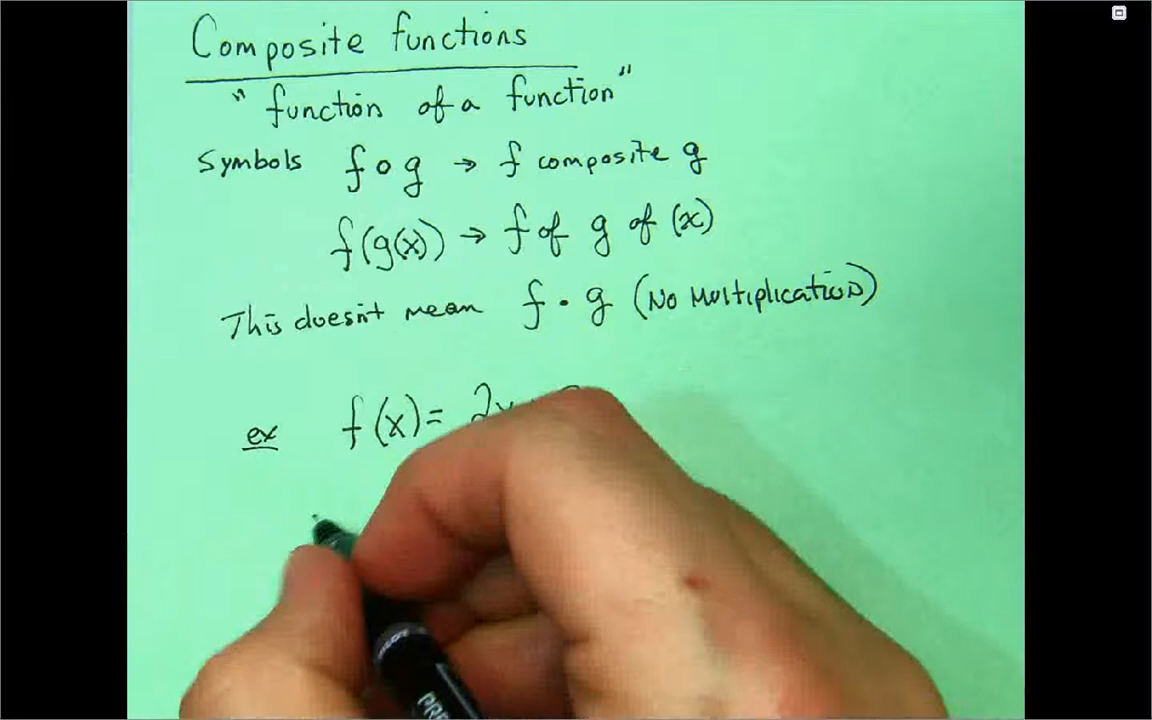 Composite functions
"function of a function"
Symbols f o g → f composite g
f(g(x)) → f of g of (x)
This doesn't mean f · g (No Multiplication)
ex f(x) = 2x